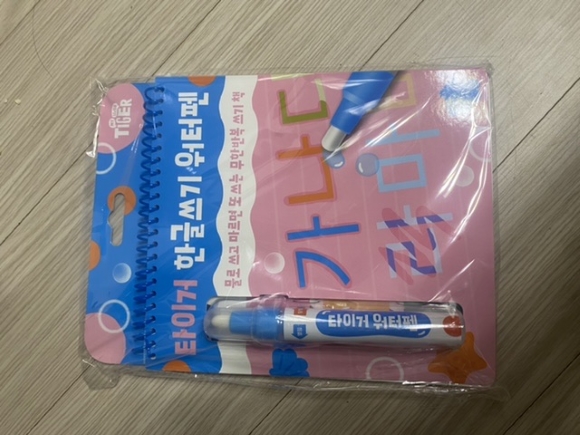 TIGER
타이거 한글쓰기 워터펜
물로 쓰고 마르면 또 쓰는 무한반복 쓰기 책
가 나 다
라 마
타이거 워터펜